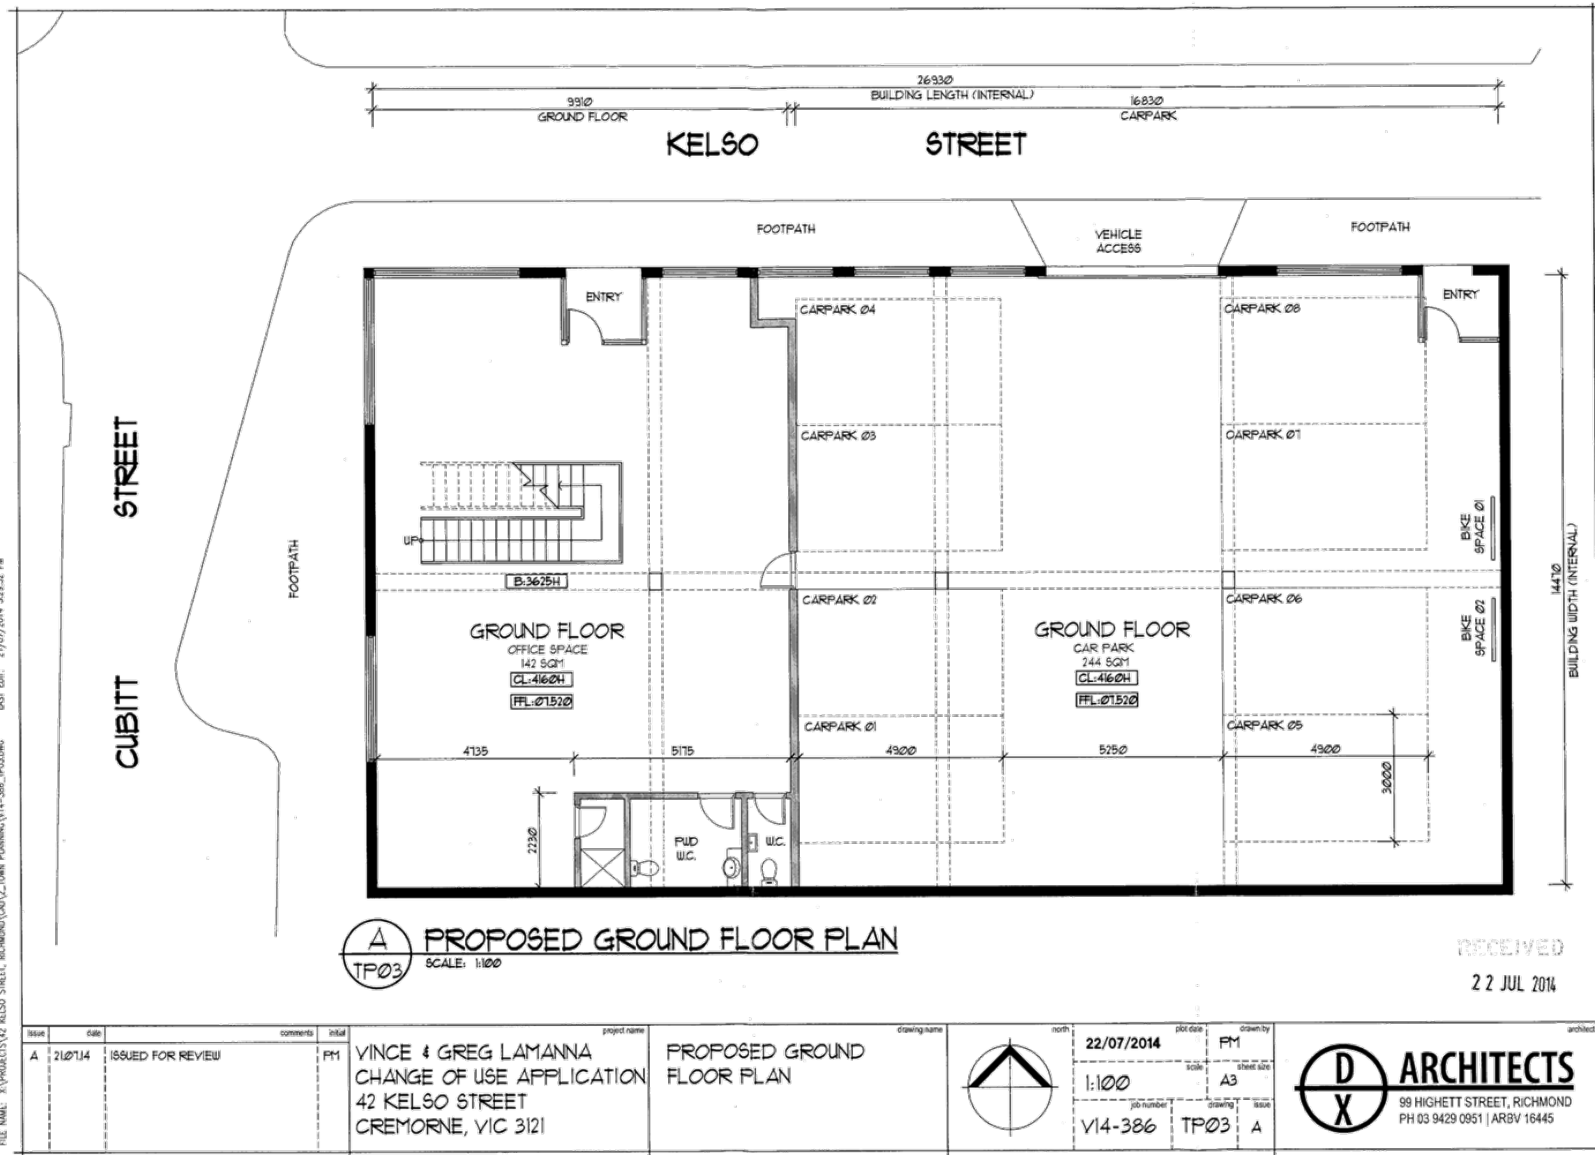 26930
BUILDING LENGTH (INTERNAL)
9910
GROUND FLOOR
16830
CARPARK
KELSO STREET
FOOTPATH
VEHICLE
ACCESS
FOOTPATH
ENTRY
ENTRY
CARPARK 04
CARPARK 08
CARPARK 03
CARPARK 07
CUBITT STREET
FOOTPATH
UP
B:3625H
BIKE
SPACE 01
14470
BUILDING WIDTH (INTERNAL)
CARPARK 02
CARPARK 06
BIKE
SPACE 02
GROUND FLOOR
OFFICE SPACE
142 SQM
CL:4160H
FFL:07.520
GROUND FLOOR
CAR PARK
244 SQM
CL:4160H
FFL:07.520
CARPARK 01
CARPARK 05
4735
5175
4900
5250
4900
3000
2230
PWD
W.C.
W.C.
A
TP03
PROPOSED GROUND FLOOR PLAN
SCALE: 1:100
RECEIVED
22 JUL 2014
issue
date
comments
initial
A
21.07.14
ISSUED FOR REVIEW
PM
project name
VINCE & GREG LAMANNA
CHANGE OF USE APPLICATION
42 KELSO STREET
CREMORNE, VIC 3121
drawing name
PROPOSED GROUND
FLOOR PLAN
north
plot date
22/07/2014
drawn by
PM
scale
1:100
sheet size
A3
job number
V14-386
drawing
TP03
issue
A
architect
D
X
ARCHITECTS
99 HIGHETT STREET, RICHMOND
PH 03 9429 0951 | ARBV 16445